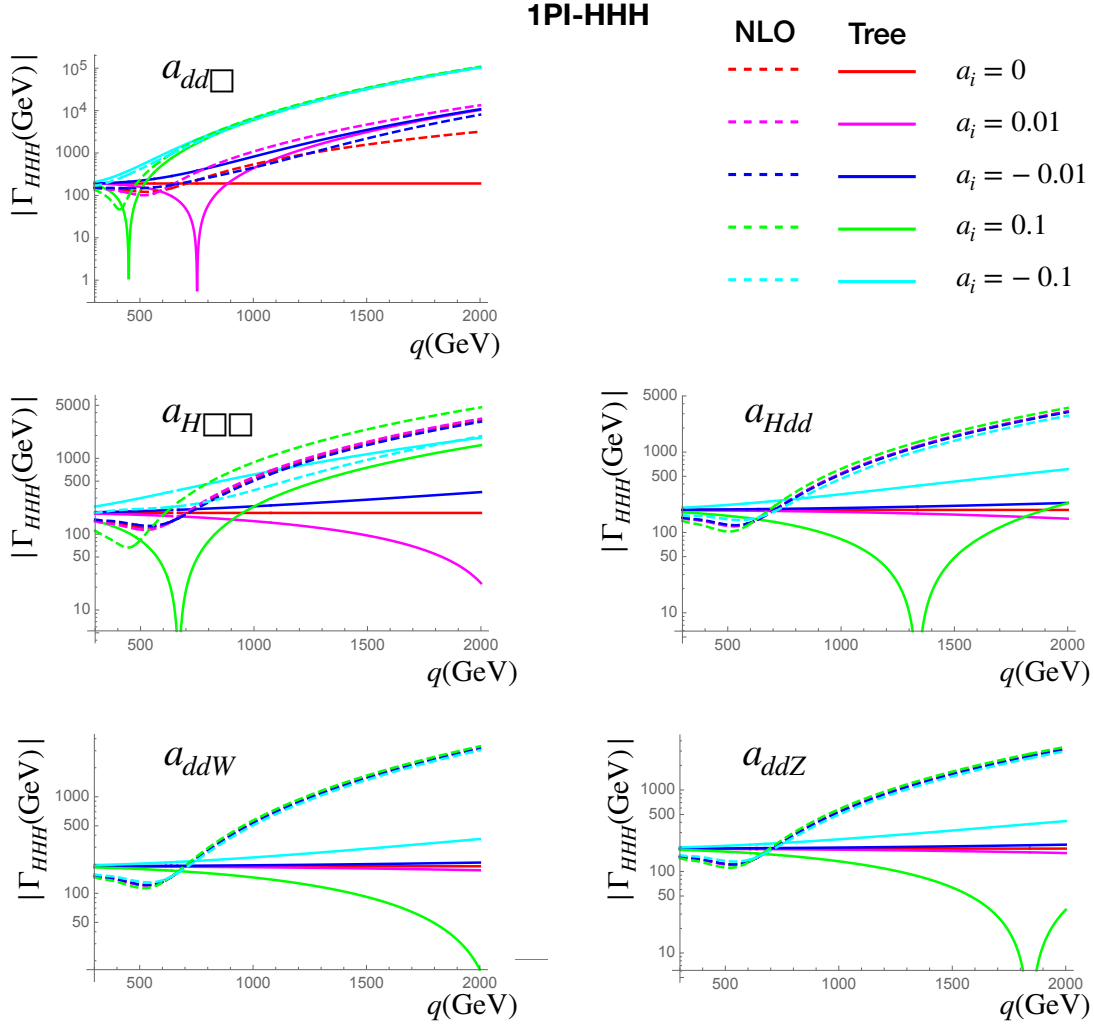 1PI-HHH
NLO Tree
a_i = 0
a_i = 0.01
a_i = − 0.01
a_i = 0.1
a_i = − 0.1
|Γ_HHH(GeV)|
a_dd□
10^5
10^4
1000
100
10
1
500 1000 1500 2000
q(GeV)
|Γ_HHH(GeV)|
a_H□□
5000
1000
500
100
50
10
500 1000 1500 2000
q(GeV)
|Γ_HHH(GeV)|
a_Hdd
5000
1000
500
100
50
10
500 1000 1500 2000
q(GeV)
|Γ_HHH(GeV)|
a_ddW
1000
500
100
50
500 1000 1500 2000
q(GeV)
|Γ_HHH(GeV)|
a_ddZ
1000
500
100
50
10
500 1000 1500 2000
q(GeV)